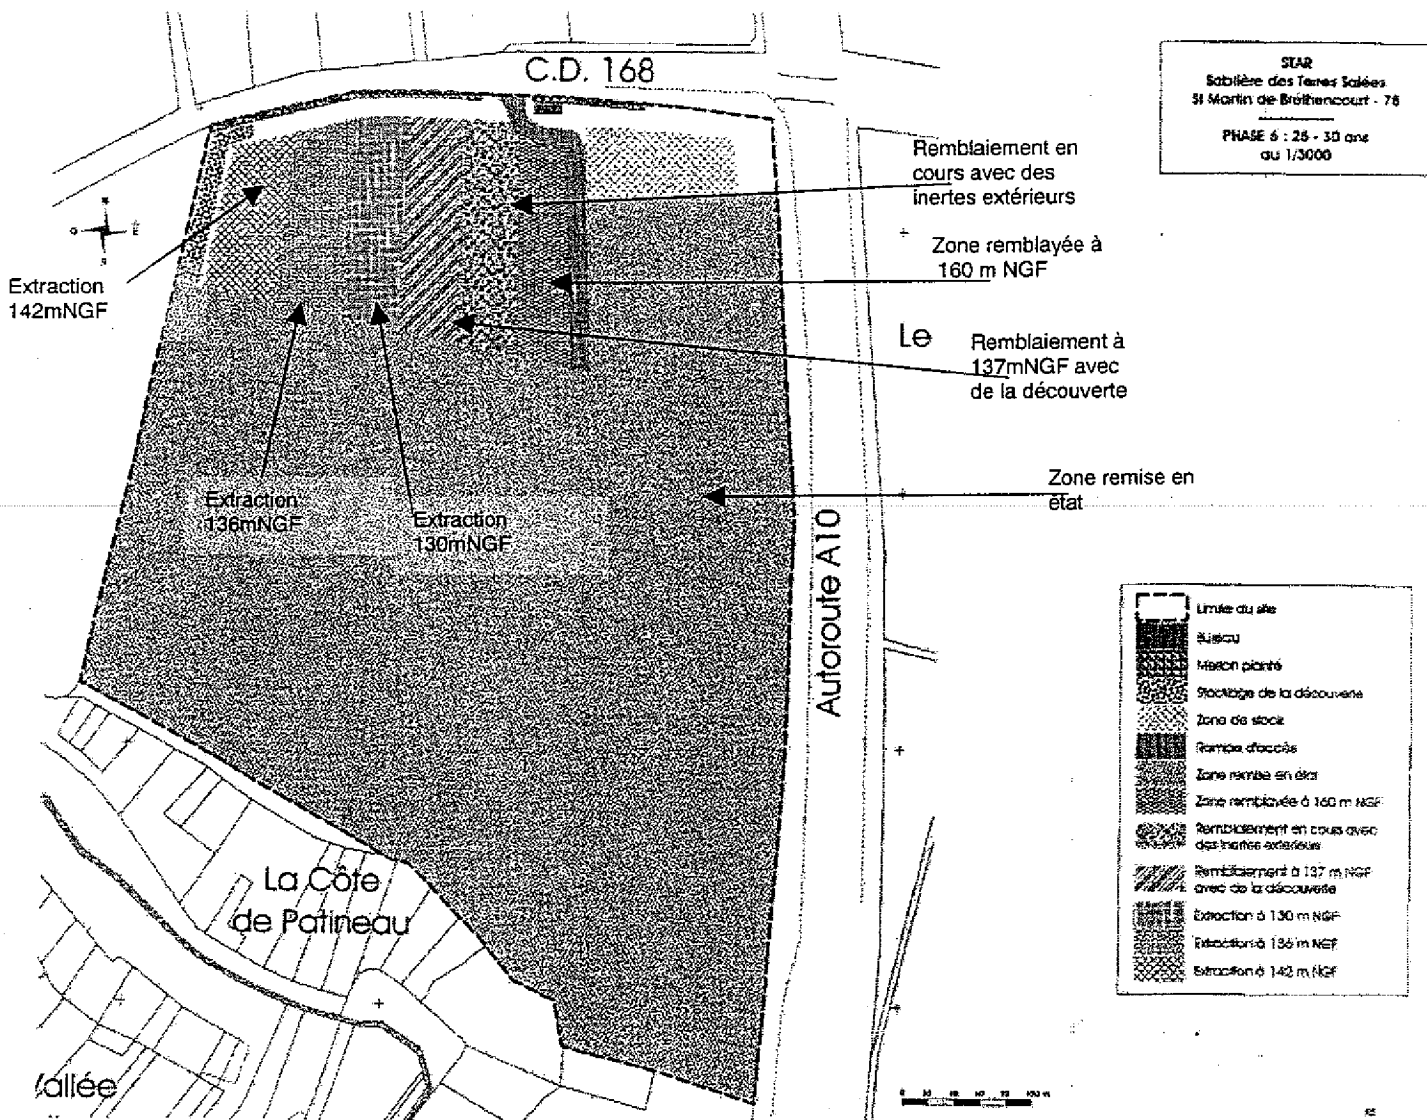 C.D. 168
STAR
Sablière des Terres Salées
St Martin de Bréthencourt - 78
PHASE 6 : 25 - 30 ans
au 1/3000
Remblaiement en
cours avec des
inertes extérieurs
Zone remblayée à
160 m NGF
Extraction
142mNGF
Le
Remblaiement à
137mNGF avec
de la découverte
Zone remise en
état
Extraction
136mNGF
Extraction
130mNGF
Autoroute A10
Limite du site
Bureau
Merlon planté
Stockage de la découverte
Zone de stock
Rampe d'accès
Zone remise en état
Zone remblayée à 160 m NGF
Remblaiement en cours avec
des inertes extérieurs
Remblaiement à 137 m NGF
avec de la découverte
Extraction à 130 m NGF
Extraction à 136 m NGF
Extraction à 142 m NGF
La Côte
de Patineau
Vallée